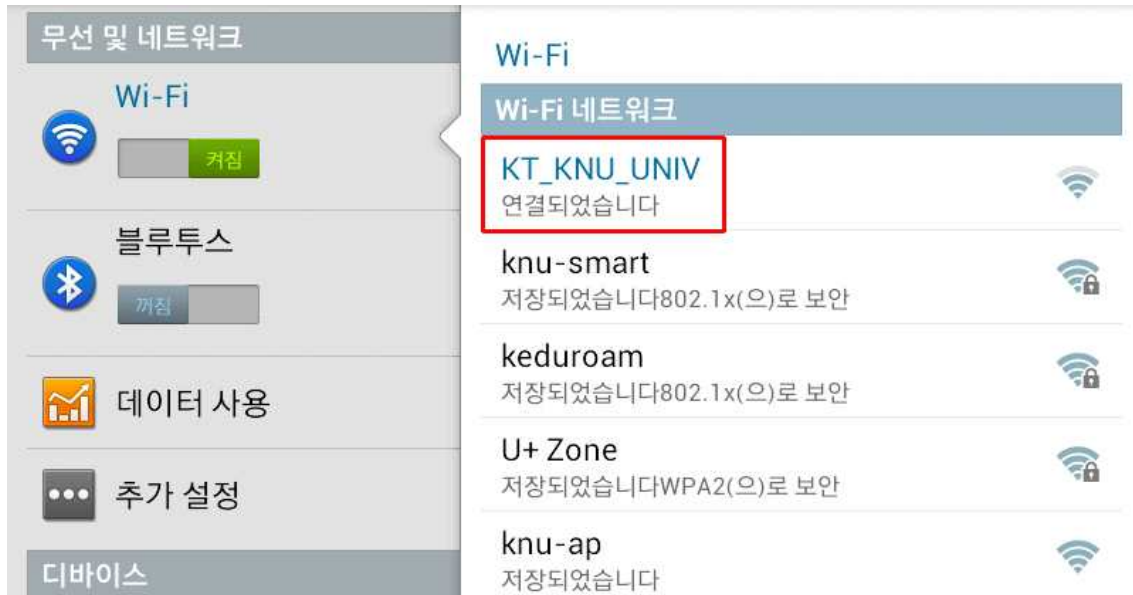 무선 및 네트워크
Wi-Fi
켜짐
블루투스
꺼짐
데이터 사용
추가 설정
디바이스
Wi-Fi
Wi-Fi 네트워크
KT_KNU_UNIV
연결되었습니다
knu-smart
저장되었습니다802.1x(으)로 보안
keduroam
저장되었습니다802.1x(으)로 보안
U+ Zone
저장되었습니다WPA2(으)로 보안
knu-ap
저장되었습니다